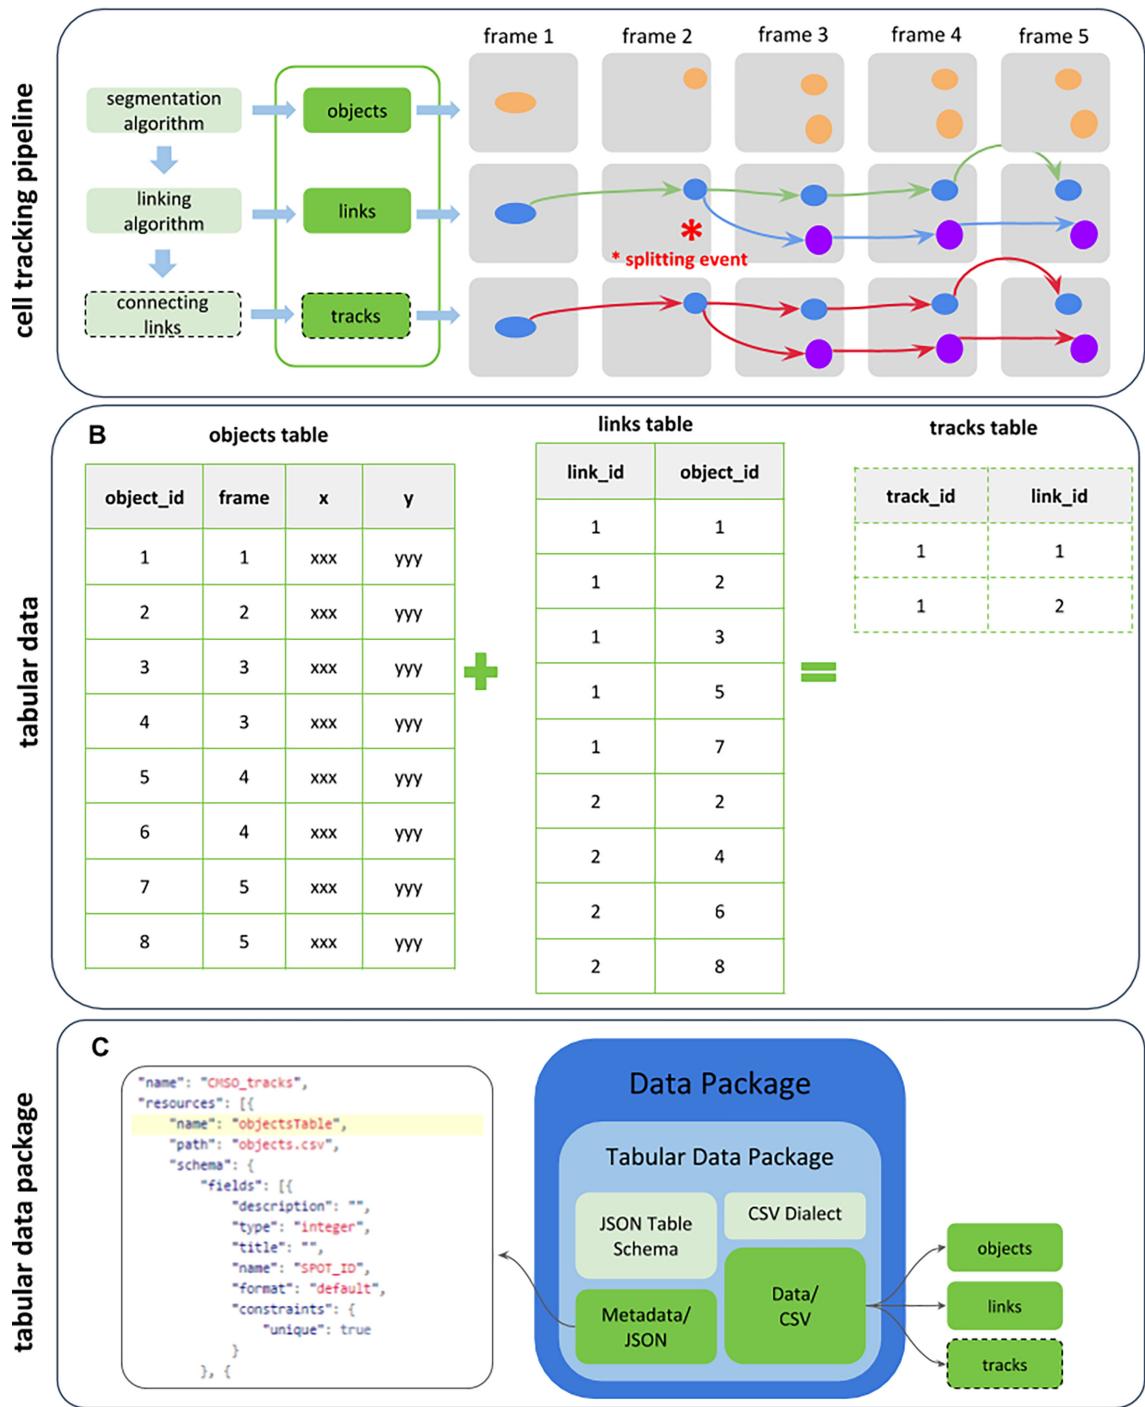 cell tracking pipeline
frame 1
frame 2
frame 3
frame 4
frame 5
segmentation
algorithm
objects
linking
algorithm
links
*
* splitting event
connecting
links
tracks
tabular data
B
objects table
object_id frame x y
1 1 xxx yyy
2 2 xxx yyy
3 3 xxx yyy
4 3 xxx yyy
5 4 xxx yyy
6 4 xxx yyy
7 5 xxx yyy
8 5 xxx yyy
links table
link_id object_id
1 1
1 2
1 3
1 5
1 7
2 2
2 4
2 6
2 8
tracks table
track_id link_id
1 1
1 2
tabular data package
C
"name": "CMSO_tracks",
"resources": [{
"name": "objectsTable",
"path": "objects.csv",
"schema": {
"fields": [{
"description": "",
"type": "integer",
"title": "",
"name": "SPOT_ID",
"format": "default",
"constraints": {
"unique": true
}
}, {
Data Package
Tabular Data Package
JSON Table
Schema
CSV Dialect
Metadata/
JSON
Data/
CSV
objects
links
tracks